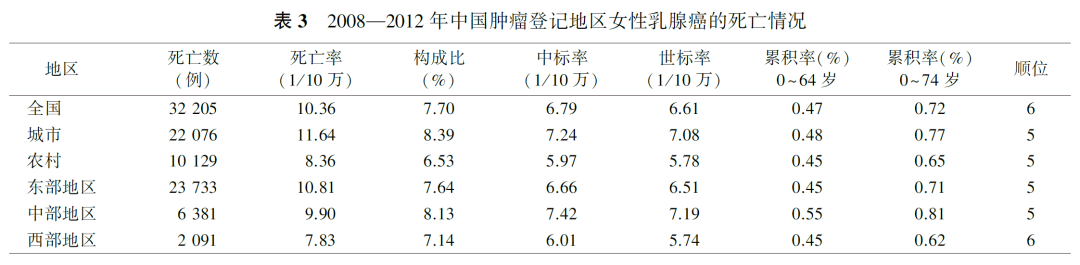 表 3 2008—2012 年中国肿瘤登记地区女性乳腺癌的死亡情况
地区 死亡数(例) 死亡率(1/10 万) 构成比(%) 中标率(1/10 万) 世标率(1/10 万) 累积率(%)0~64 岁 累积率(%)0~74 岁 顺位
全国 32 205 10.36 7.70 6.79 6.61 0.47 0.72 6
城市 22 076 11.64 8.39 7.24 7.08 0.48 0.77 5
农村 10 129 8.36 6.53 5.97 5.78 0.45 0.65 5
东部地区 23 733 10.81 7.64 6.66 6.51 0.45 0.71 5
中部地区 6 381 9.90 8.13 7.42 7.19 0.55 0.81 5
西部地区 2 091 7.83 7.14 6.01 5.74 0.45 0.62 6